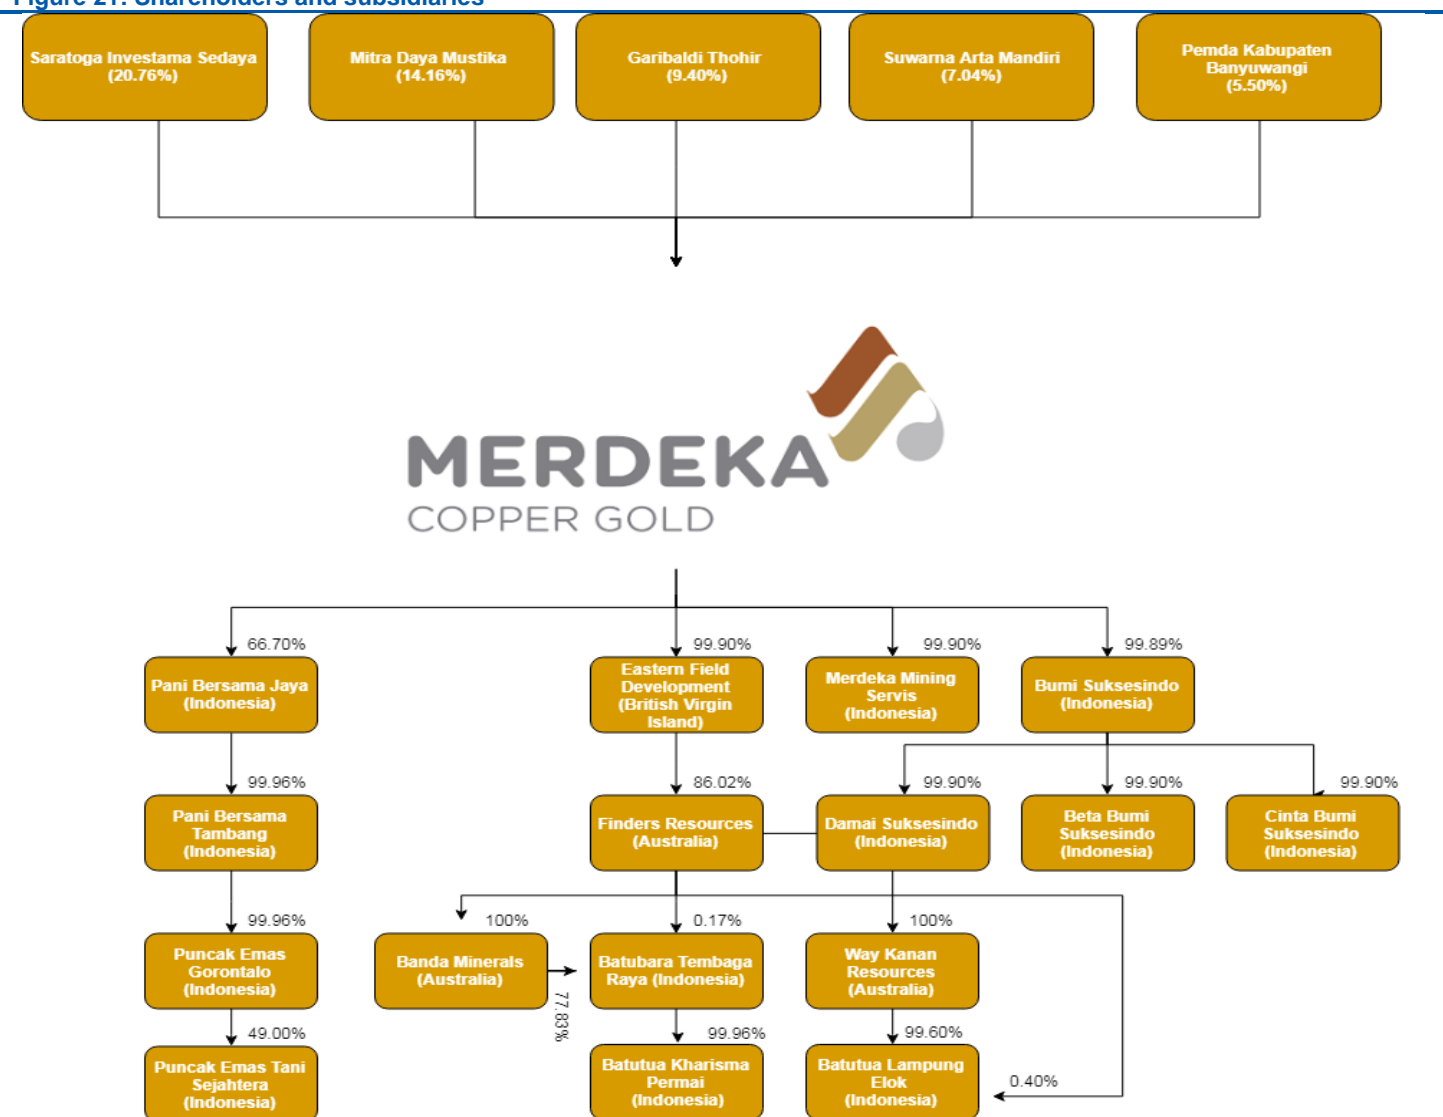 Figure 21: Shareholders and subsidiaries
Saratoga Investama Sedaya
(20.76%)
Mitra Daya Mustika
(14.16%)
Garibaldi Thohir
(9.40%)
Suwarna Arta Mandiri
(7.04%)
Pemda Kabupaten
Banyuwangi
(5.50%)
MERDEKA
COPPER GOLD
66.70%
99.90%
99.90%
99.89%
Pani Bersama Jaya
(Indonesia)
Eastern Field
Development
(British Virgin
Island)
Merdeka Mining
Servis
(Indonesia)
Bumi Suksesindo
(Indonesia)
99.96%
86.02%
99.90%
99.90%
99.90%
Pani Bersama
Tambang
(Indonesia)
Finders Resources
(Australia)
Damai Suksesindo
(Indonesia)
Beta Bumi
Suksesindo
(Indonesia)
Cinta Bumi
Suksesindo
(Indonesia)
99.96%
100%
0.17%
100%
Puncak Emas
Gorontalo
(Indonesia)
Banda Minerals
(Australia)
77.83%
Batubara Tembaga
Raya (Indonesia)
Way Kanan
Resources
(Australia)
49.00%
99.96%
99.60%
Puncak Emas Tani
Sejahtera
(Indonesia)
Batutua Kharisma
Permai
(Indonesia)
Batutua Lampung
Elok
(Indonesia)
0.40%